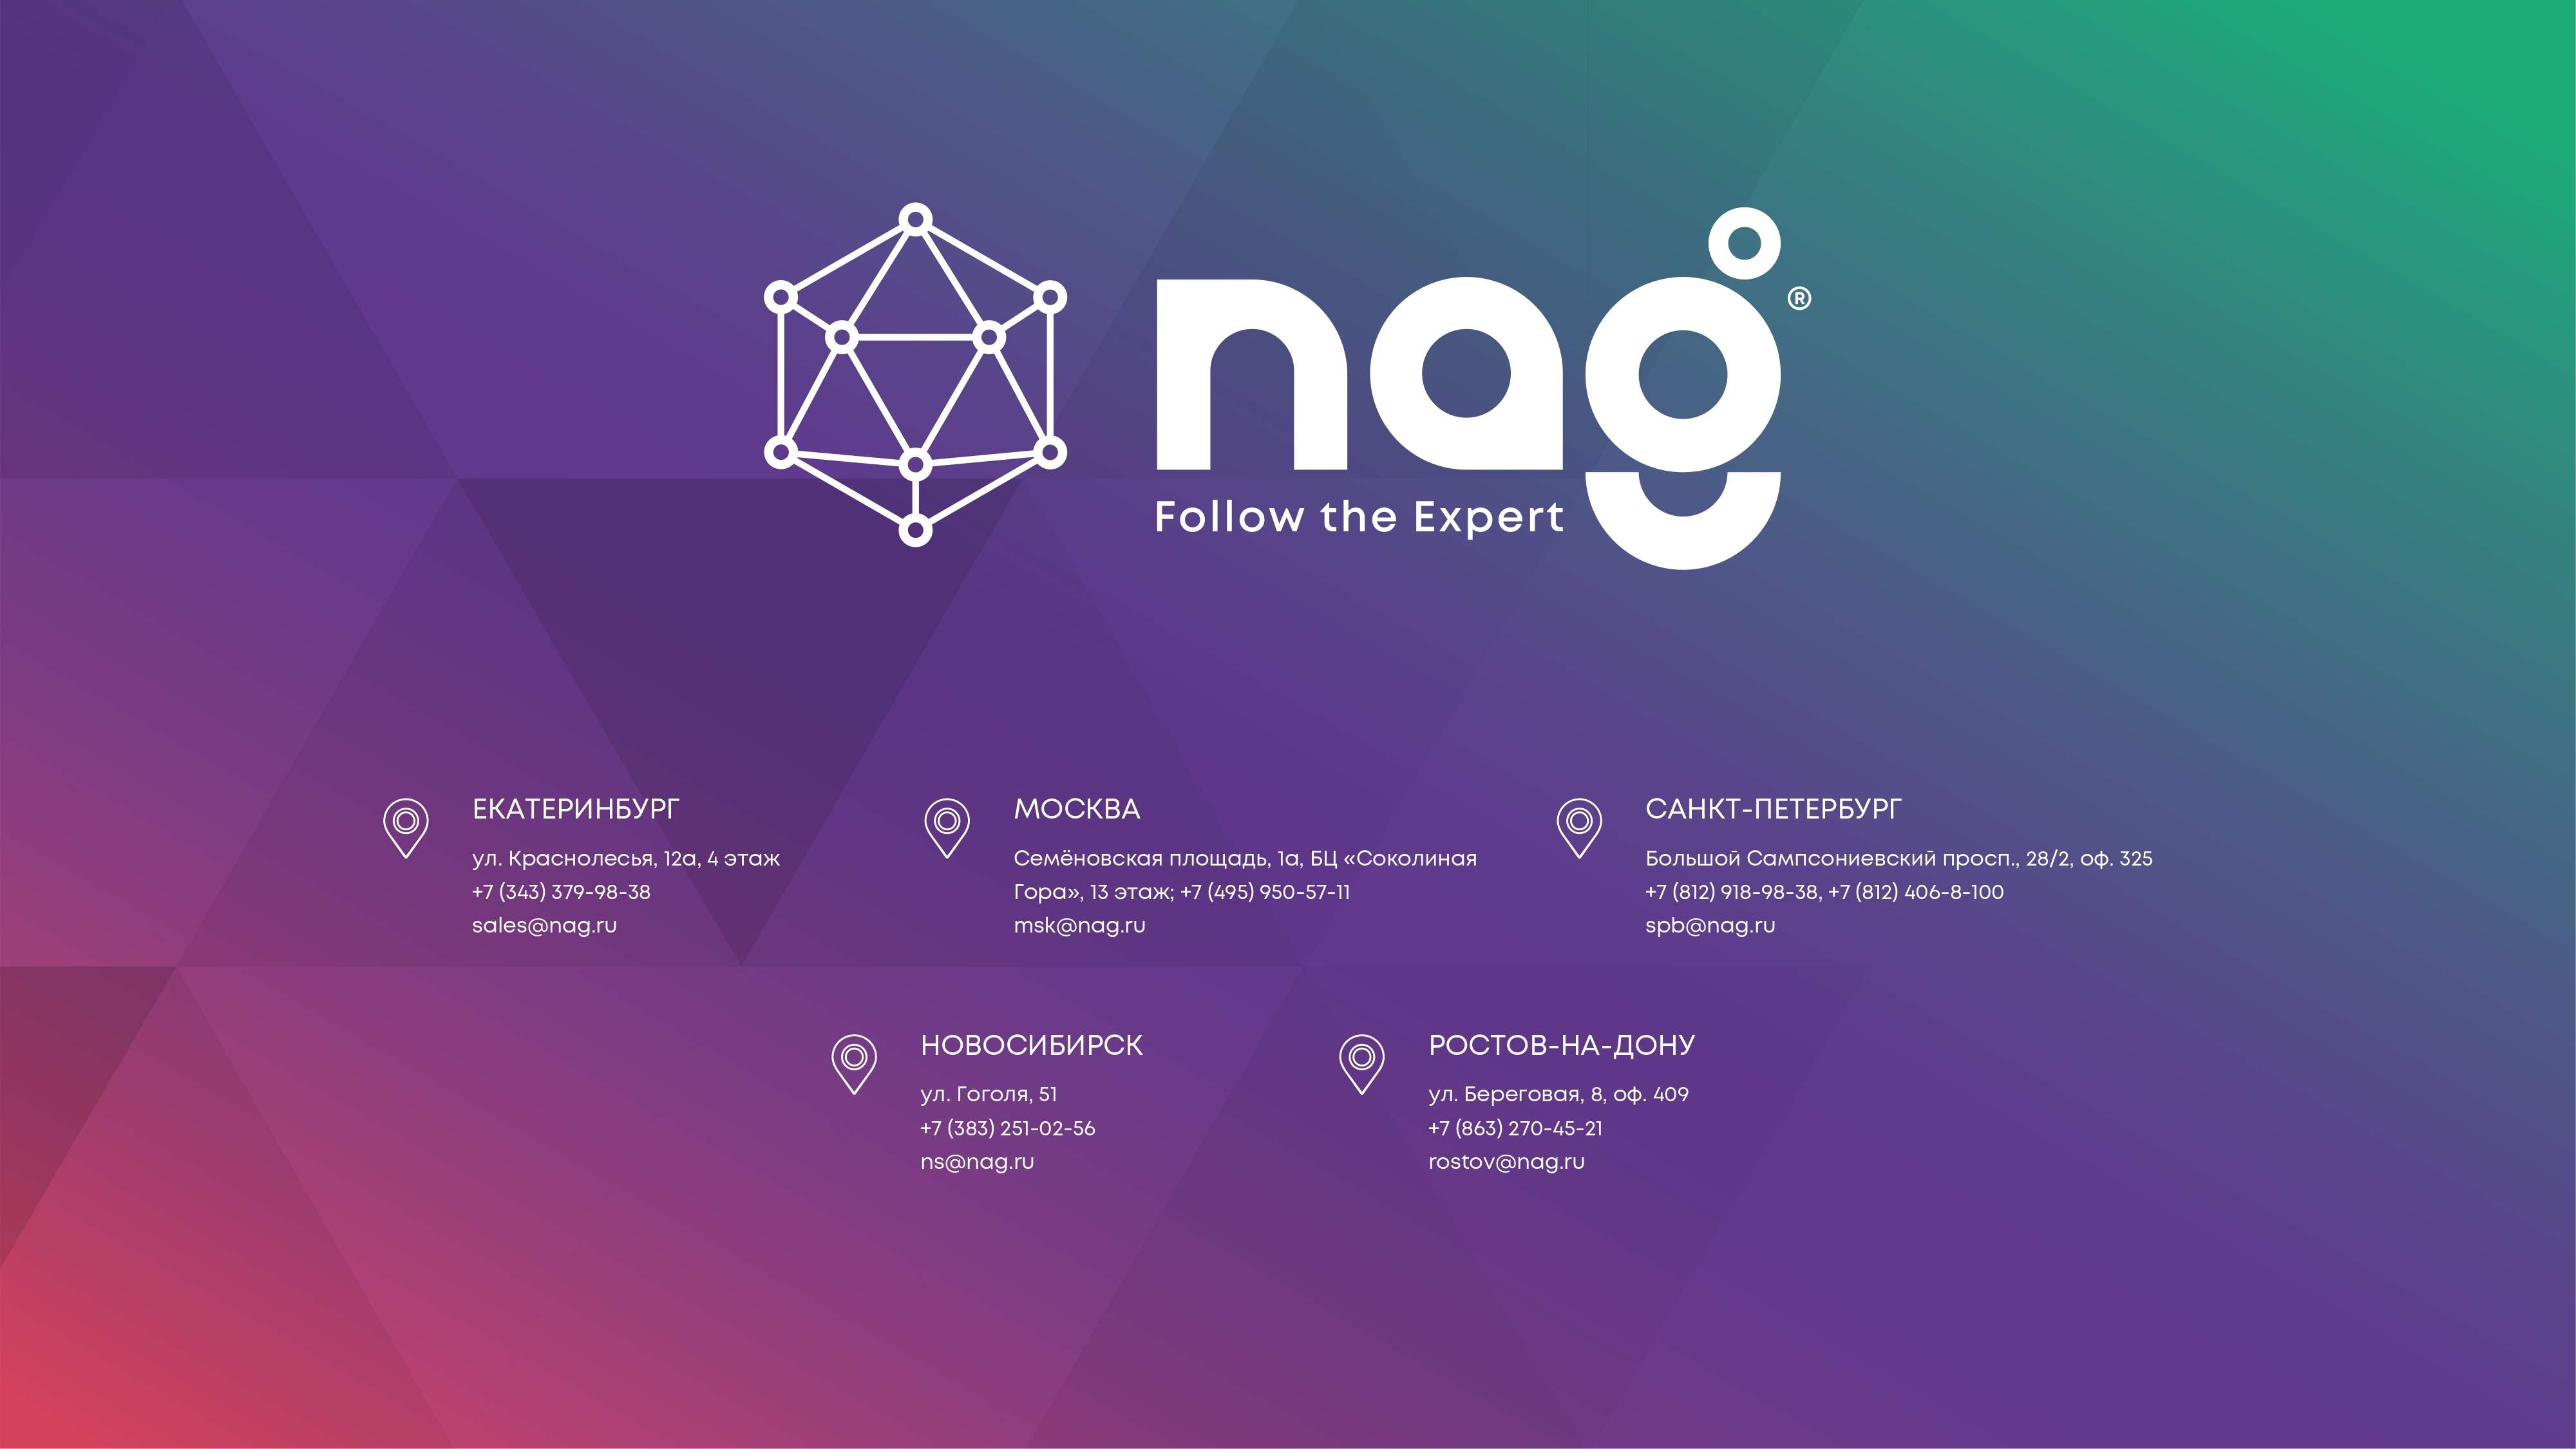 nag®
Follow the Expert
ЕКАТЕРИНБУРГ
ул. Краснолесья, 12а, 4 этаж
+7 (343) 379-98-38
sales@nag.ru
МОСКВА
Семёновская площадь, 1а, БЦ «Соколиная
Гора», 13 этаж; +7 (495) 950-57-11
msk@nag.ru
САНКТ-ПЕТЕРБУРГ
Большой Сампсониевский просп., 28/2, оф. 325
+7 (812) 918-98-38, +7 (812) 406-8-100
spb@nag.ru
НОВОСИБИРСК
ул. Гоголя, 51
+7 (383) 251-02-56
ns@nag.ru
РОСТОВ-НА-ДОНУ
ул. Береговая, 8, оф. 409
+7 (863) 270-45-21
rostov@nag.ru